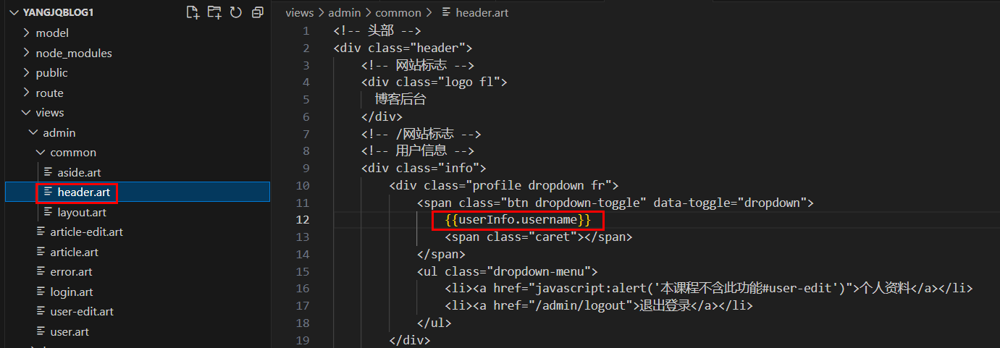 YANGJQBLOG1
model
node_modules
public
route
views
admin
common
aside.art
header.art
layout.art
article-edit.art
article.art
error.art
login.art
user-edit.art
user.art
views > admin > common > header.art
1 <!-- 头部 -->
2 <div class="header">
3 <!-- 网站标志 -->
4 <div class="logo fl">
5 博客后台
6 </div>
7 <!-- /网站标志 -->
8 <!-- 用户信息 -->
9 <div class="info">
10 <div class="profile dropdown fr">
11 <span class="btn dropdown-toggle" data-toggle="dropdown">
12 {{userInfo.username}}
13 <span class="caret"></span>
14 </span>
15 <ul class="dropdown-menu">
16 <li><a href="javascript:alert('本课程不含此功能#user-edit')">个人资料</a></li>
17 <li><a href="/admin/logout">退出登录</a></li>
18 </ul>
19 </div>